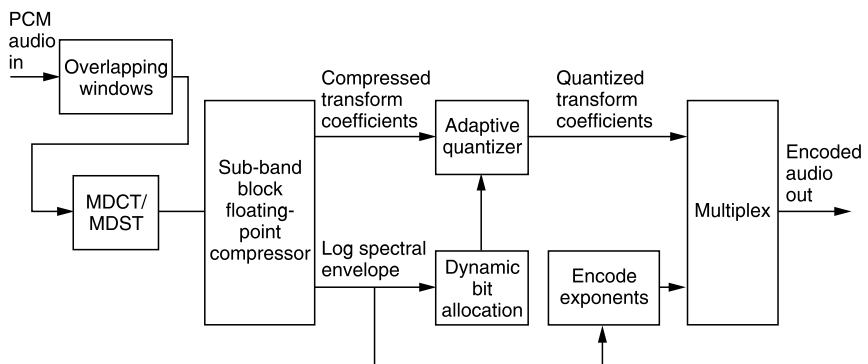 PCM
audio
in
Overlapping
windows
MDCT/
MDST
Sub-band
block
floating-
point
compressor
Compressed
transform
coefficients
Log spectral
envelope
Adaptive
quantizer
Dynamic
bit
allocation
Quantized
transform
coefficients
Encode
exponents
Multiplex
Encoded
audio
out